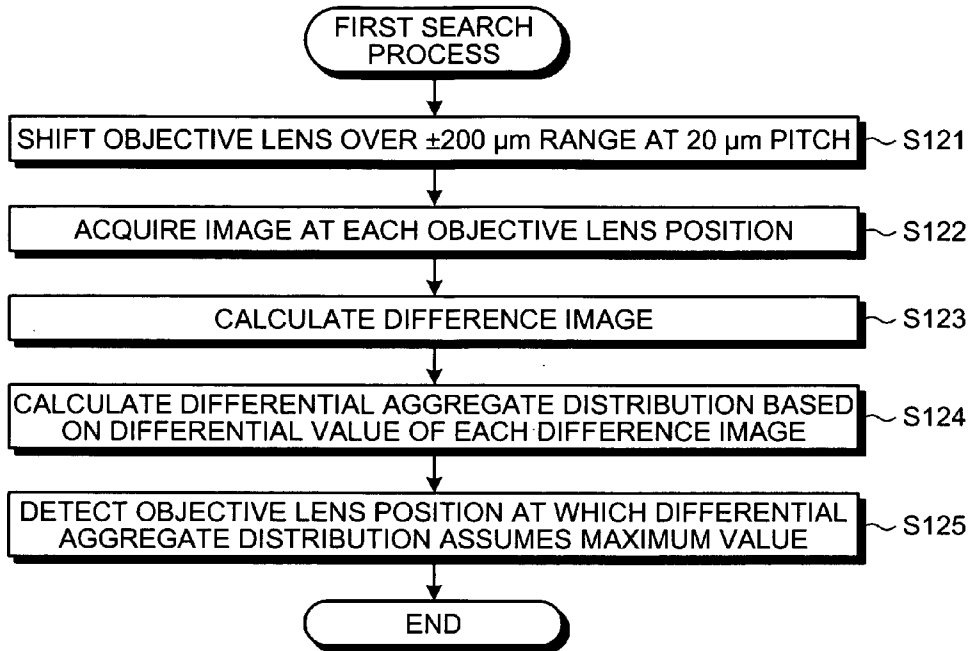 FIRST SEARCH
PROCESS
SHIFT OBJECTIVE LENS OVER ±200 µm RANGE AT 20 µm PITCH
S121
ACQUIRE IMAGE AT EACH OBJECTIVE LENS POSITION
S122
CALCULATE DIFFERENCE IMAGE
S123
CALCULATE DIFFERENTIAL AGGREGATE DISTRIBUTION BASED
ON DIFFERENTIAL VALUE OF EACH DIFFERENCE IMAGE
S124
DETECT OBJECTIVE LENS POSITION AT WHICH DIFFERENTIAL
AGGREGATE DISTRIBUTION ASSUMES MAXIMUM VALUE
S125
END